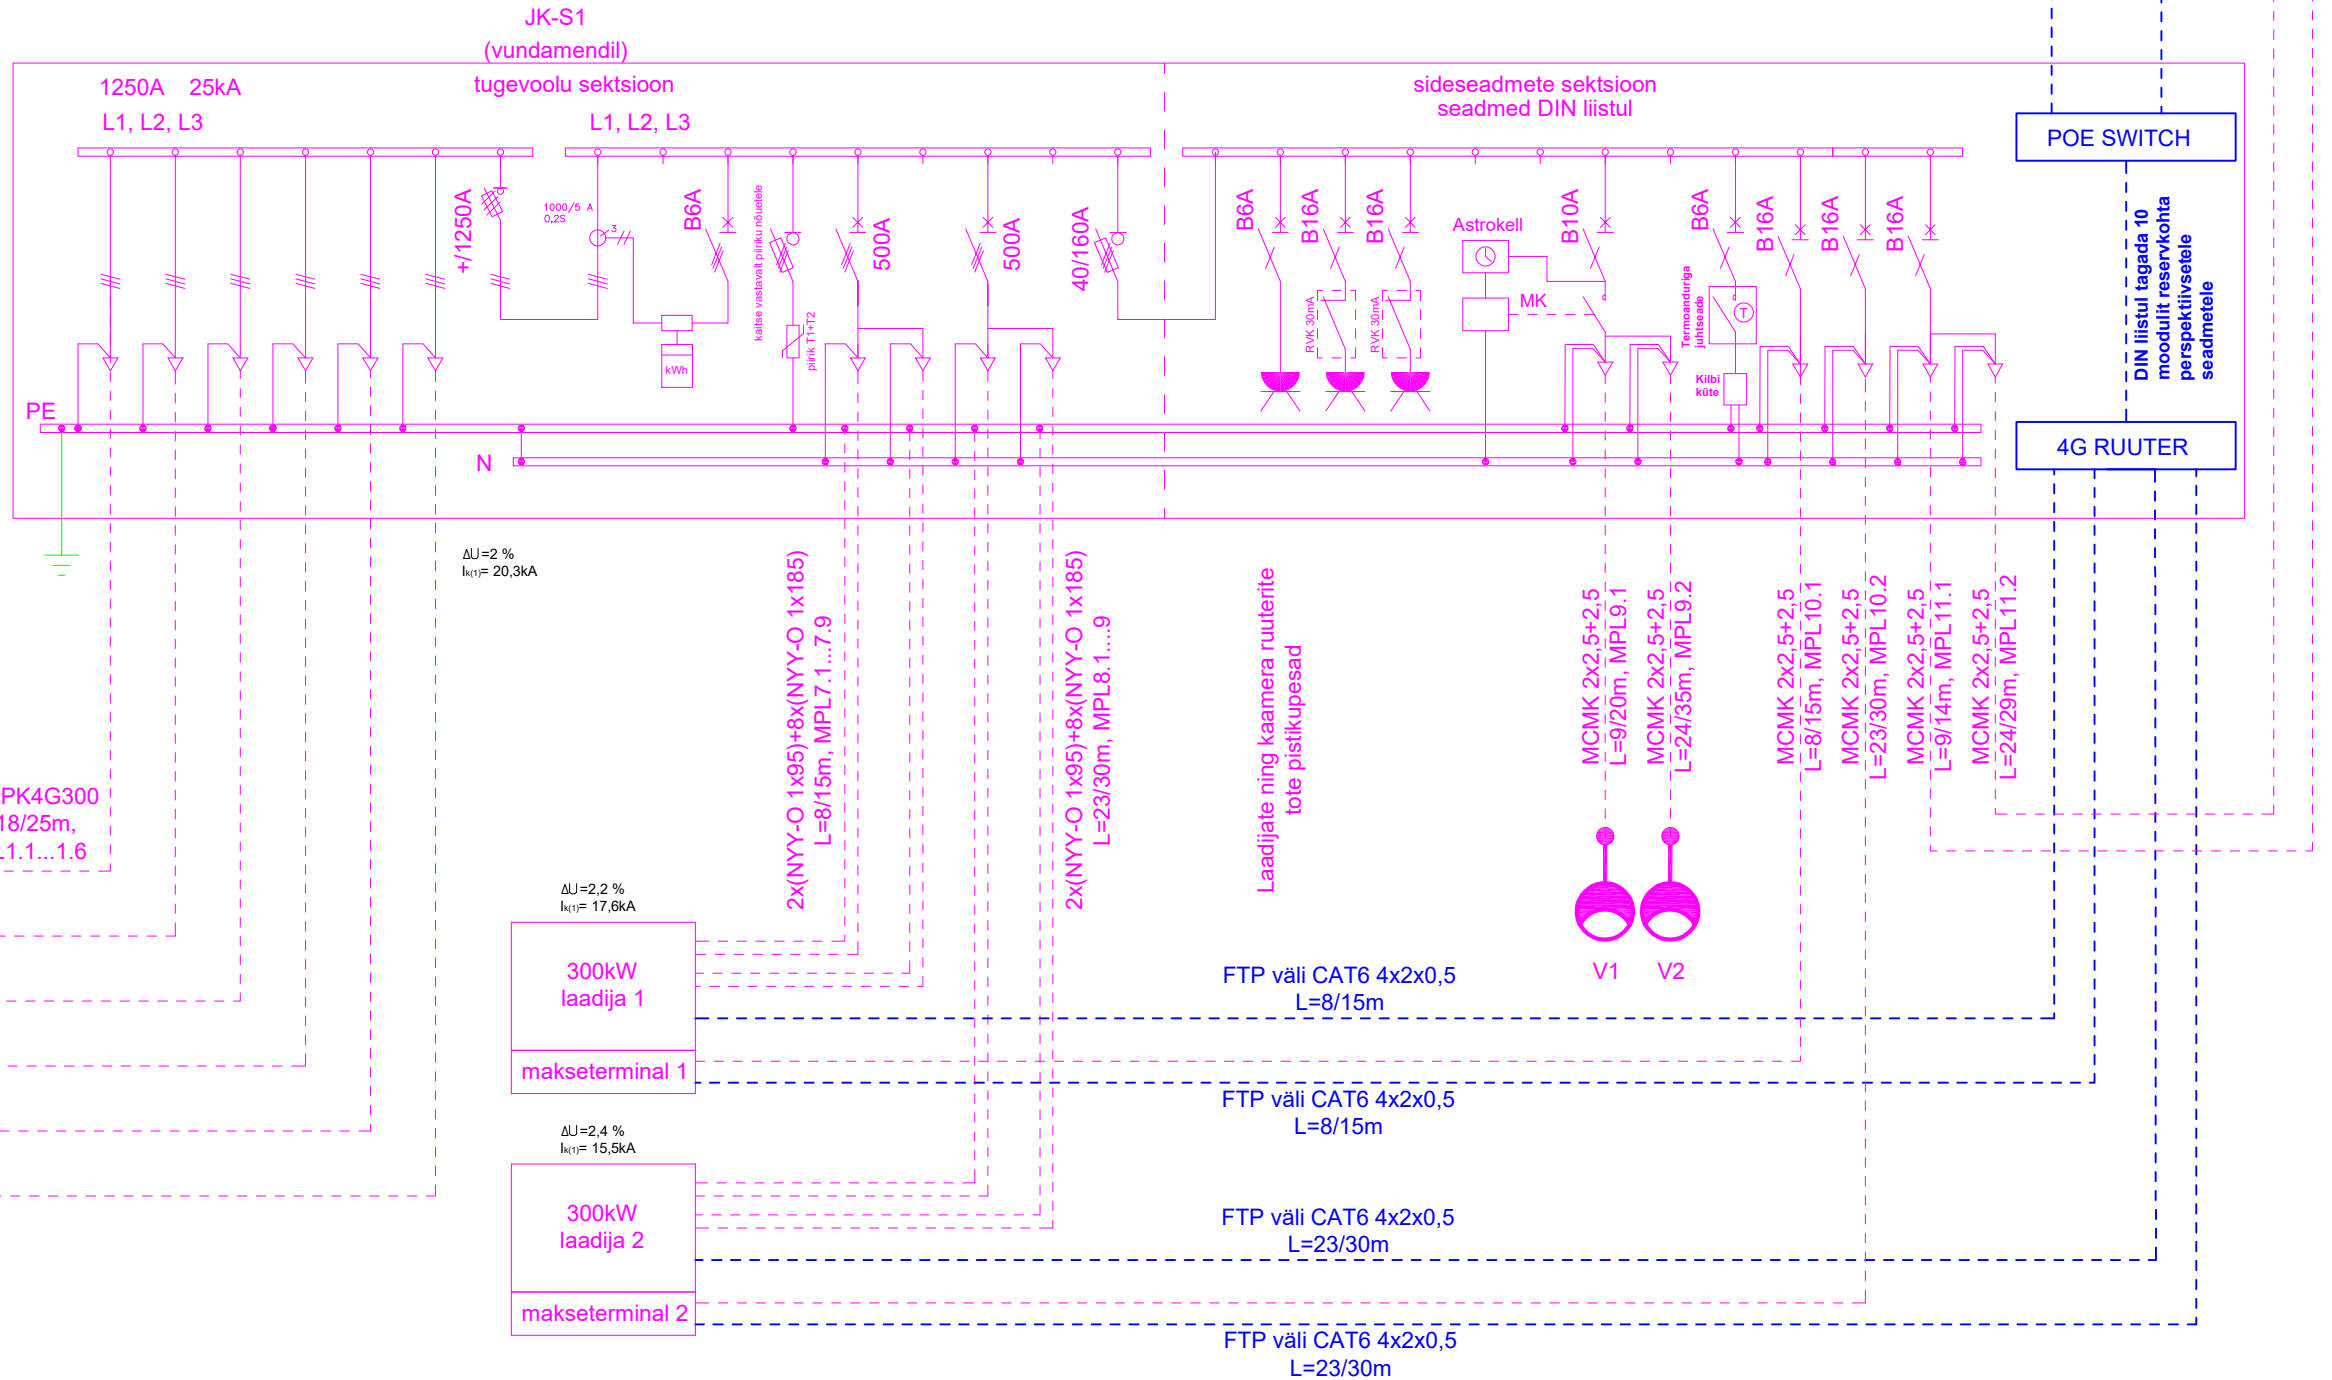 JK-S1
(vundamendil)
1250A 25kA
tugevoolu sektsioon
sideseadmete sektsioon
seadmed DIN liistul
L1, L2, L3
L1, L2, L3
POE SWITCH
+/1250A
1000/5 A
0,2S
3
B6A
kaitse vastavalt piiriku nõuetele
piirik T1+T2
500A
500A
40/160A
kWh
B6A
B16A
B16A
RVK 30mA
RVK 30mA
Astrokell
MK
B10A
B6A
Termoanduriga
juhtseade
T
Kilbi
küte
B16A
B16A
B16A
DIN liistul tagada 10
moodulit reservkohta
perspektiivsetele
seadmetele
PE
N
4G RUUTER
ΔU=2 %
Ik(1)= 20,3kA
2x(NYY-O 1x95)+8x(NYY-O 1x185)
L=8/15m, MPL7.1...7.9
2x(NYY-O 1x95)+8x(NYY-O 1x185)
L=23/30m, MPL8.1....9
Laadijate ning kaamera ruuterite
tote pistikupesad
MCMK 2x2,5+2,5
L=9/20m, MPL9.1
MCMK 2x2,5+2,5
L=24/35m, MPL9.2
MCMK 2x2,5+2,5
L=8/15m, MPL10.1
MCMK 2x2,5+2,5
L=23/30m, MPL10.2
MCMK 2x2,5+2,5
L=9/14m, MPL11.1
MCMK 2x2,5+2,5
L=24/29m, MPL11.2
PK4G300
18/25m,
.1.1...1.6
V1 V2
ΔU=2,2 %
Ik(1)= 17,6kA
300kW
laadija 1
makseterminal 1
FTP väli CAT6 4x2x0,5
L=8/15m
FTP väli CAT6 4x2x0,5
L=8/15m
ΔU=2,4 %
Ik(1)= 15,5kA
300kW
laadija 2
makseterminal 2
FTP väli CAT6 4x2x0,5
L=23/30m
FTP väli CAT6 4x2x0,5
L=23/30m